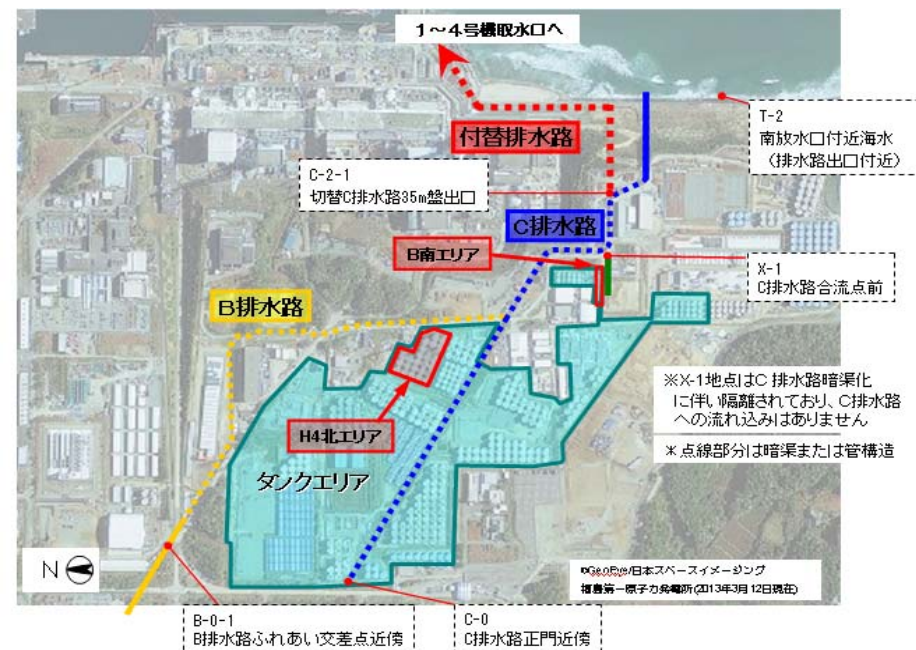 1～4号機取水口へ
付替排水路
T-2
南放水口付近海水
（排水路出口付近）
C-2-1
切替C排水路35m盤出口
C排水路
B南エリア
X-1
C排水路合流点前
B排水路
※X-1地点はC排水路暗渠化
に伴い隔離されており、C排水路
への流れ込みはありません
H4北エリア
＊点線部分は暗渠または管構造
タンクエリア
N
©GeoEye/日本スペースイメージング
福島第一原子力発電所(2013年3月12日現在)
B-0-1
B排水路ふれあい交差点近傍
C-0
C排水路正門近傍